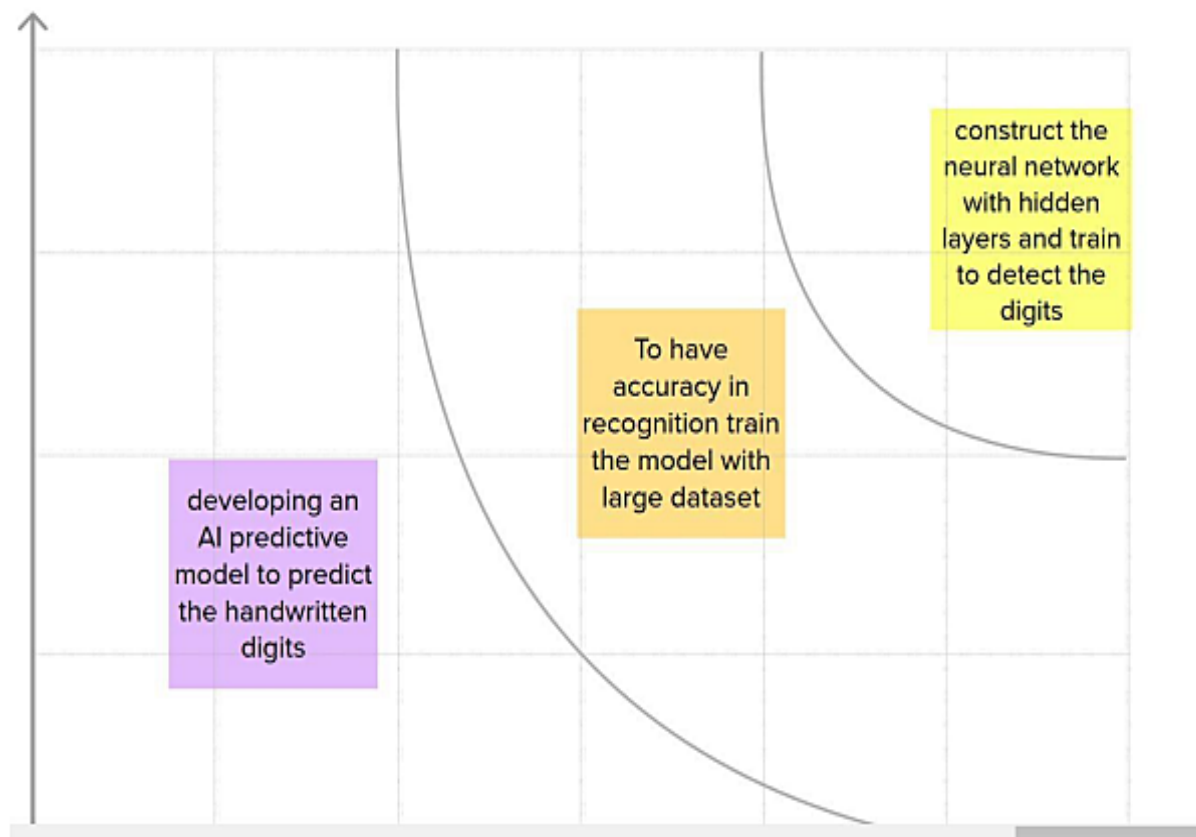 developing an
AI predictive
model to predict
the handwritten
digits
To have
accuracy in
recognition train
the model with
large dataset
construct the
neural network
with hidden
layers and train
to detect the
digits